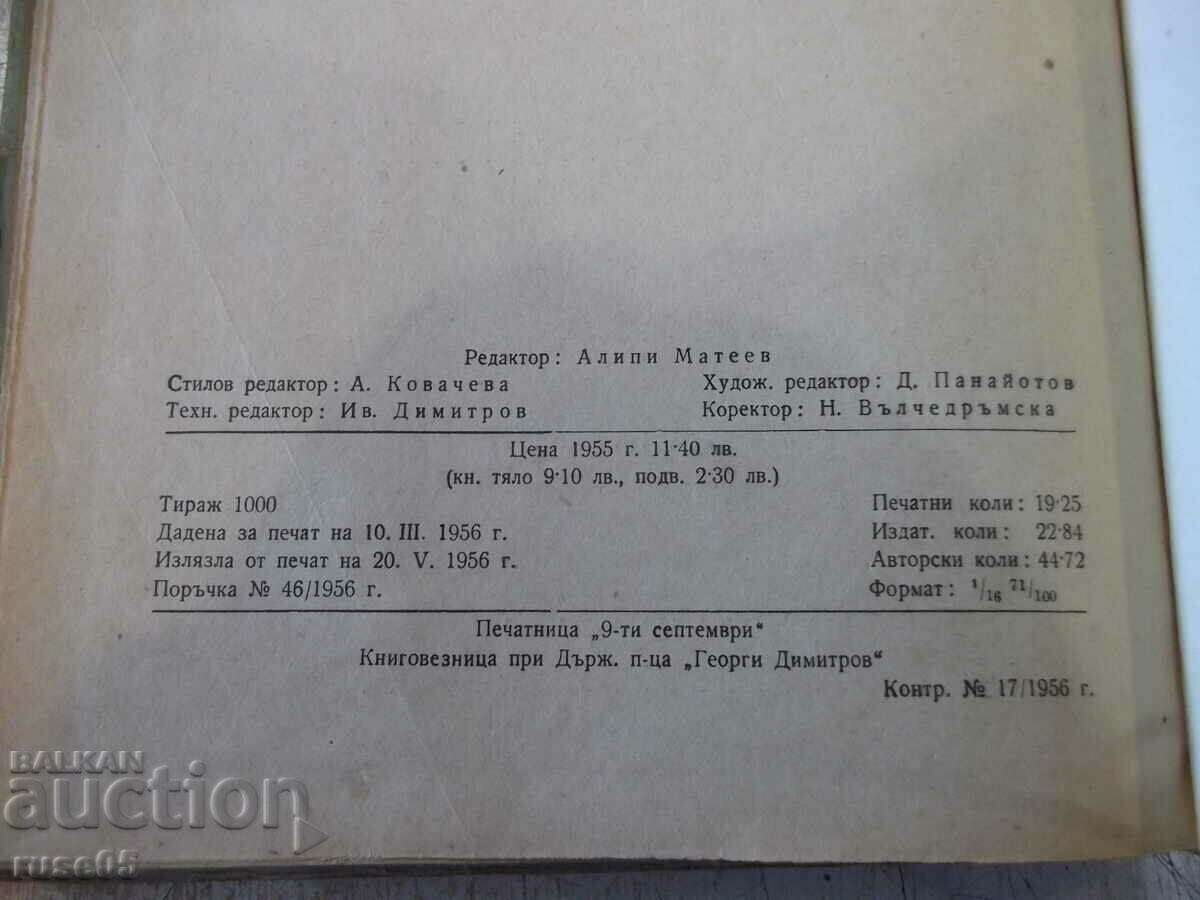 Редактор: Алипи Матеев
Стилов редактор: А. Ковачева Худож. редактор: Д. Панайотов
Техн. редактор: Ив. Димитров Коректор: Н. Вълчедръмска
Цена 1955 г. 11·40 лв.
(кн. тяло 9·10 лв., подв. 2·30 лв.)
Тираж 1000 Печатни коли: 19·25
Дадена за печат на 10. III. 1956 г. Издат. коли: 22·84
Излязла от печат на 20. V. 1956 г. Авторски коли: 44·72
Поръчка № 46/1956 г. Формат: 1/16 71/100
Печатница „9-ти септември“
Книговезница при Държ. п-ца „Георги Димитров“
Контр. № 17/1956 г.
BALKAN
auction
ruse05